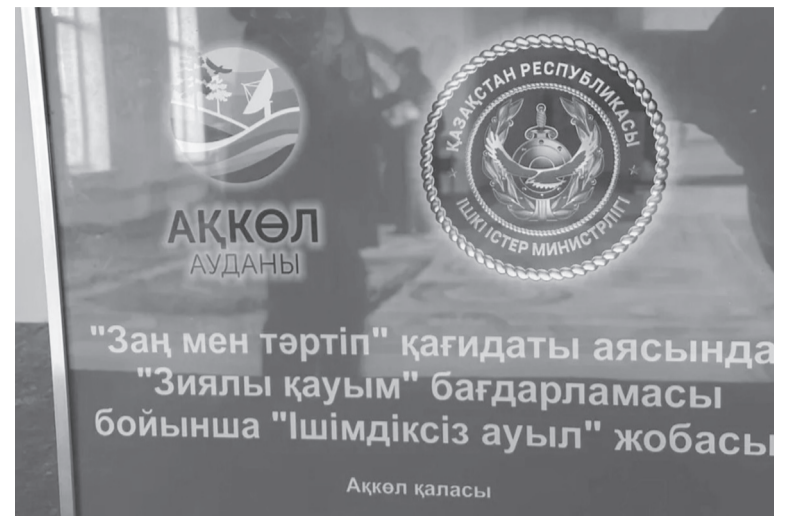 АҚКӨЛ
АУДАНЫ
ҚАЗАҚСТАН РЕСПУБЛИКАСЫ
ІШКІ ІСТЕР МИНИСТРЛІГІ
"Заң мен тәртіп" қағидаты аясында
"Зиялы қауым" бағдарламасы
бойынша "Ішімдіксіз ауыл" жобасы
Ақкөл қаласы